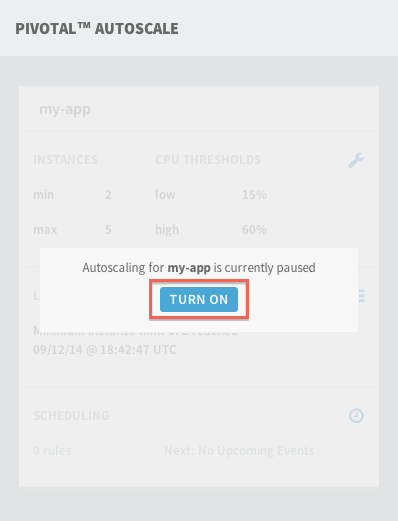 PIVOTAL™ AUTOSCALE
my-app
INSTANCES CPU THRESHOLDS
min 2 low 15%
max 5 high 60%
Autoscaling for my-app is currently paused
TURN ON
09/12/14 @ 18:42:47 UTC
SCHEDULING
0 rules Next: No Upcoming Events